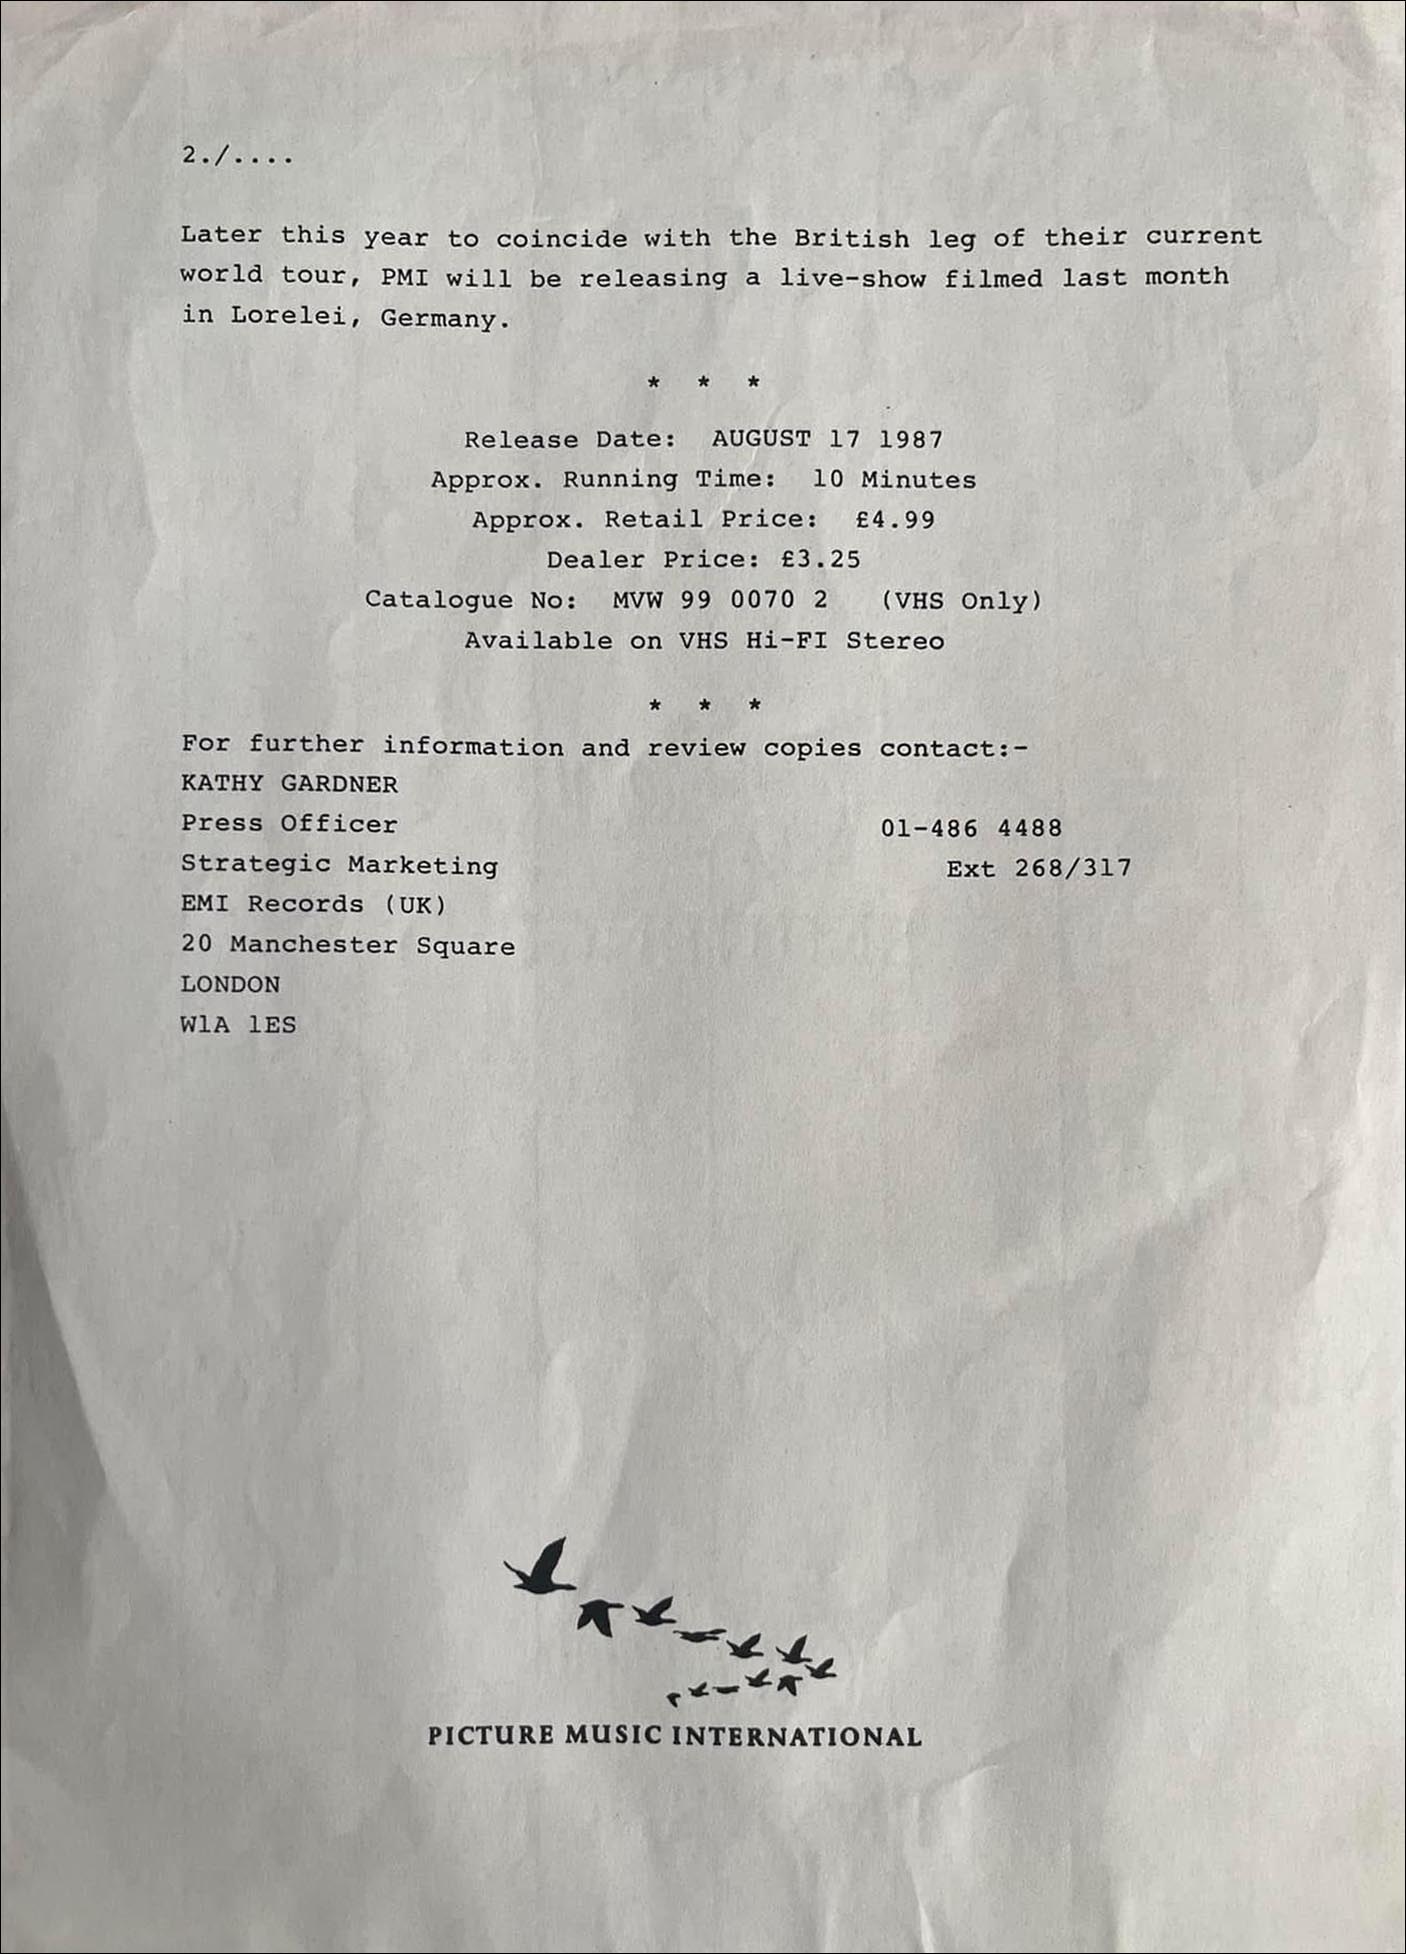 2./....
Later this year to coincide with the British leg of their current
world tour, PMI will be releasing a live-show filmed last month
in Lorelei, Germany.
* * *
Release Date: AUGUST 17 1987
Approx. Running Time: 10 Minutes
Approx. Retail Price: £4.99
Dealer Price: £3.25
Catalogue No: MVW 99 0070 2 (VHS Only)
Available on VHS Hi-FI Stereo
* * *
For further information and review copies contact:-
KATHY GARDNER
Press Officer 01-486 4488
Strategic Marketing Ext 268/317
EMI Records (UK)
20 Manchester Square
LONDON
W1A 1ES
PICTURE MUSIC INTERNATIONAL